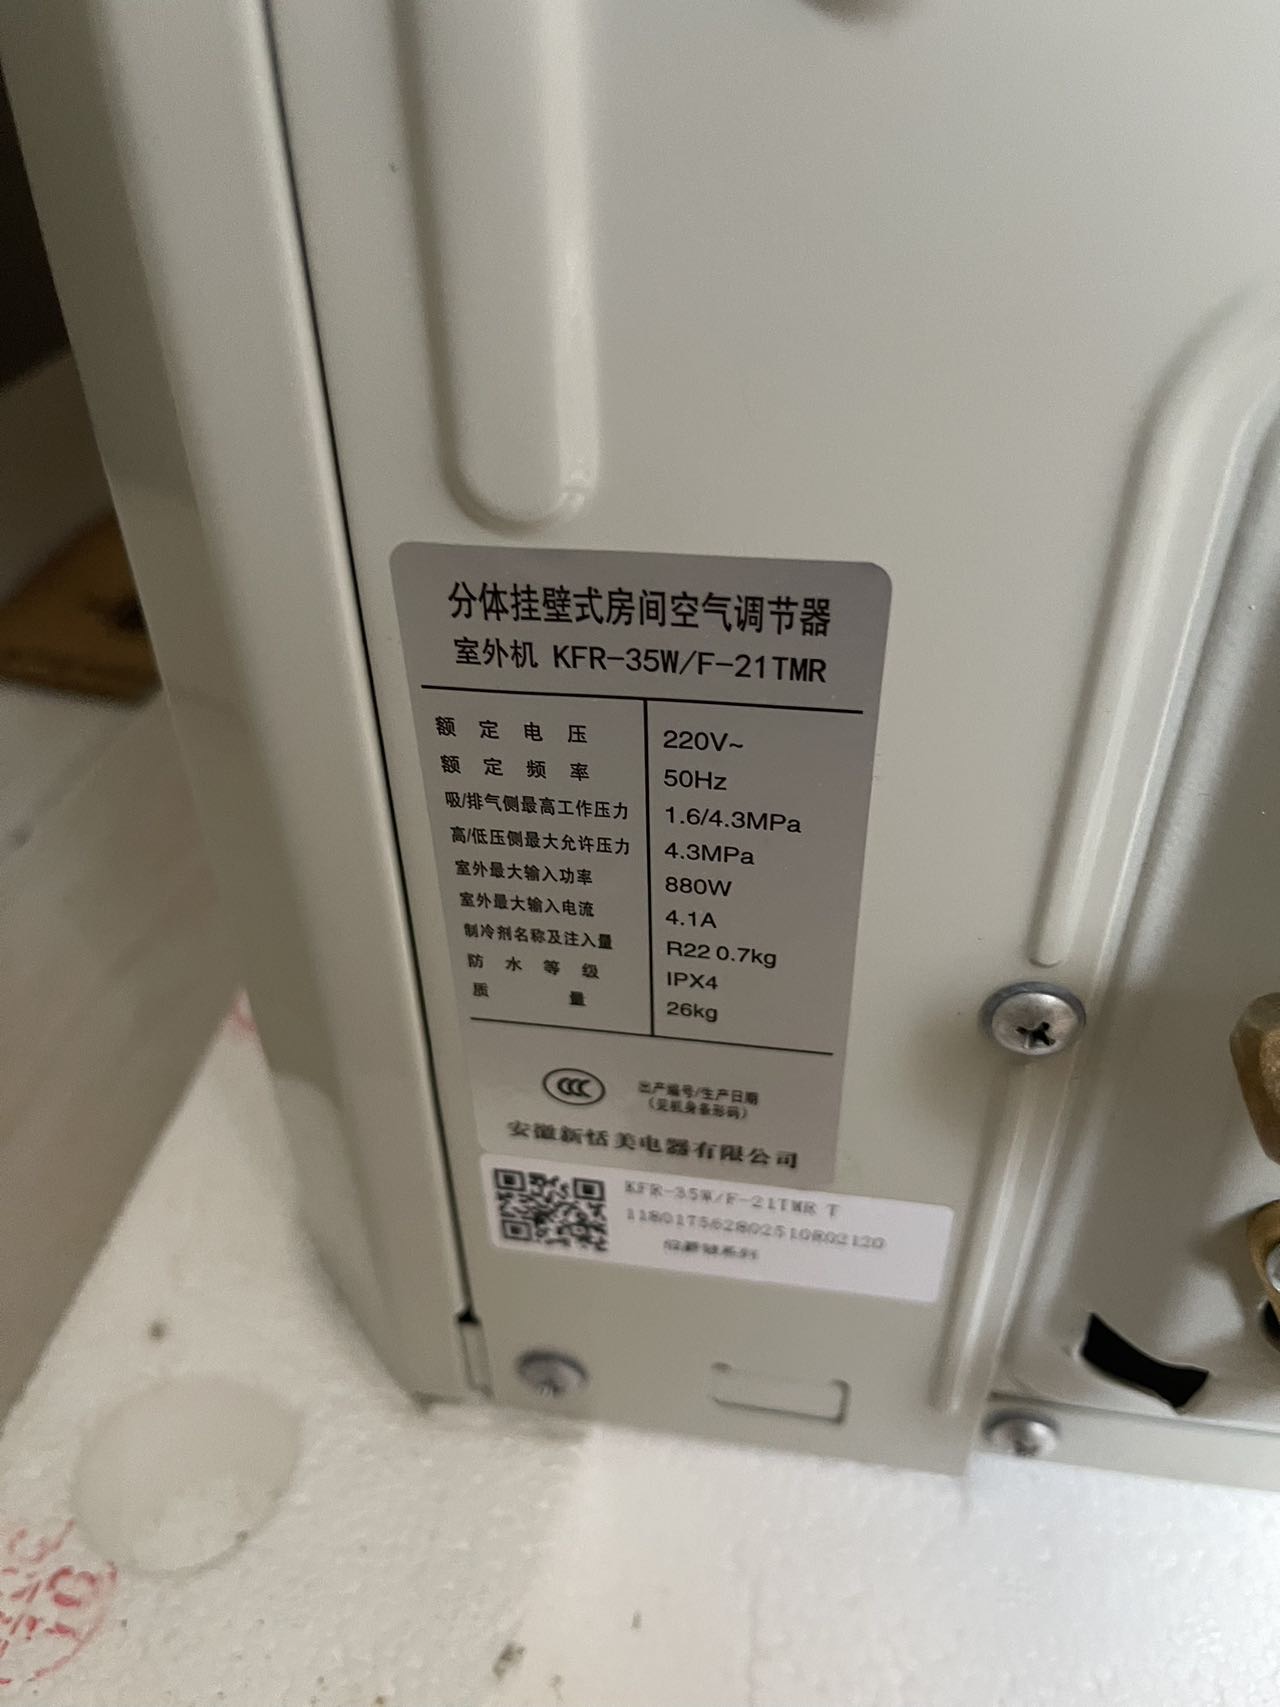 分体挂壁式房间空气调节器
室外机 KFR-35W/F-21TMR
额定电压 220V~
额定频率 50Hz
吸/排气侧最高工作压力 1.6/4.3MPa
高/低压侧最大允许压力 4.3MPa
室外最大输入功率 880W
室外最大输入电流 4.1A
制冷剂名称及注入量 R22 0.7kg
防水等级 IPX4
质量 26kg
CCC
出产编号/生产日期
(见机身条形码)
安徽新恬美电器有限公司
KFR-35W/F-21TMR T